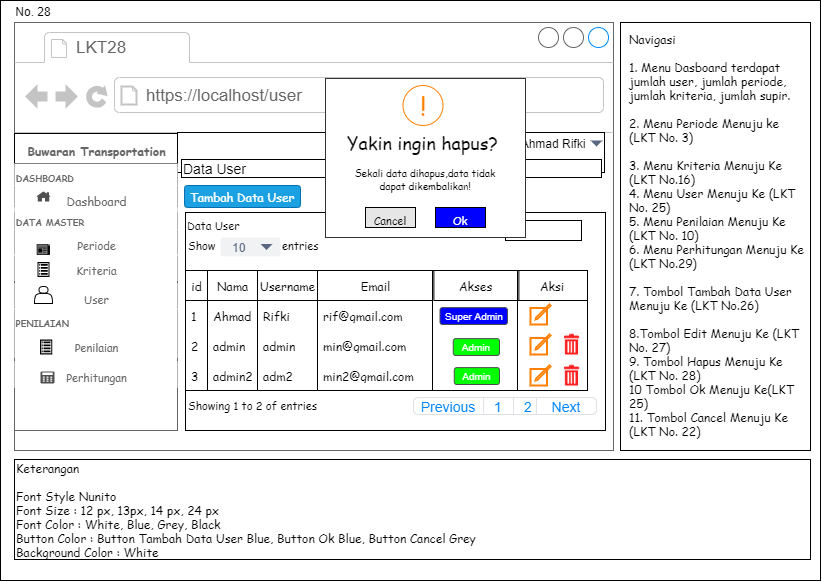 No. 28
LKT28
https://localhost/user
Yakin ingin hapus?
Sekali data dihapus,data tidak
dapat dikembalikan!
Cancel
Ok
Buwaran Transportation
DASHBOARD
Dashboard
DATA MASTER
Periode
Kriteria
User
PENILAIAN
Penilaian
Perhitungan
Ahmad Rifki
Data User
Tambah Data User
Data User
Show 10 entries
id Nama Username Email Akses Aksi
1 Ahmad Rifki rif@gmail.com Super Admin
2 admin admin min@gmail.com Admin
3 admin2 adm2 min2@gmail.com Admin
Showing 1 to 2 of entries
Previous 1 2 Next
Navigasi
1. Menu Dasboard terdapat
jumlah user, jumlah periode,
jumlah kriteria, jumlah supir.
2. Menu Periode Menuju ke
(LKT No. 3)
3. Menu Kriteria Menuju Ke
(LKT No.16)
4. Menu User Menuju Ke (LKT
No. 25)
5. Menu Penilaian Menuju Ke
(LKT No. 10)
6. Menu Perhitungan Menuju Ke
(LKT No.29)
7. Tombol Tambah Data User
Menuju Ke (LKT No.26)
8.Tombol Edit Menuju Ke (LKT
No. 27)
9. Tombol Hapus Menuju Ke
(LKT No. 28)
10 Tombol Ok Menuju Ke(LKT
25)
11. Tombol Cancel Menuju Ke
(LKT No. 22)
Keterangan
Font Style Nunito
Font Size : 12 px, 13px, 14 px, 24 px
Font Color : White, Blue, Grey, Black
Button Color : Button Tambah Data User Blue, Button Ok Blue, Button Cancel Grey
Background Color : White